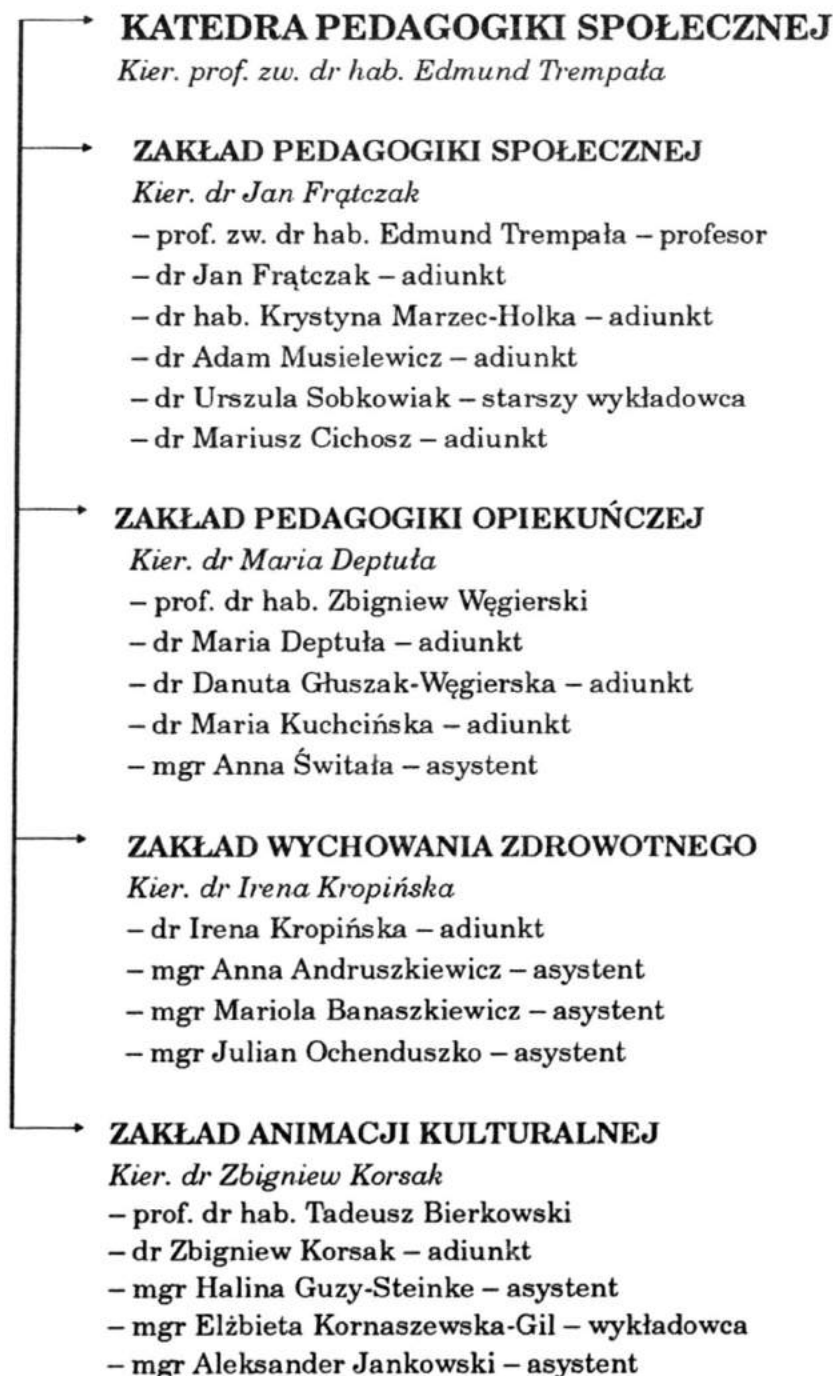 KATEDRA PEDAGOGIKI SPOŁECZNEJ
Kier. prof. zw. dr hab. Edmund Trempała
ZAKŁAD PEDAGOGIKI SPOŁECZNEJ
Kier. dr Jan Frątczak
– prof. zw. dr hab. Edmund Trempała – profesor
– dr Jan Frątczak – adiunkt
– dr hab. Krystyna Marzec-Holka – adiunkt
– dr Adam Musielewicz – adiunkt
– dr Urszula Sobkowiak – starszy wykładowca
– dr Mariusz Cichosz – adiunkt
ZAKŁAD PEDAGOGIKI OPIEKUŃCZEJ
Kier. dr Maria Deptuła
– prof. dr hab. Zbigniew Węgierski
– dr Maria Deptuła – adiunkt
– dr Danuta Głuszak-Węgierska – adiunkt
– dr Maria Kuchcińska – adiunkt
– mgr Anna Świtała – asystent
ZAKŁAD WYCHOWANIA ZDROWOTNEGO
Kier. dr Irena Kropińska
– dr Irena Kropińska – adiunkt
– mgr Anna Andruszkiewicz – asystent
– mgr Mariola Banaszkiewicz – asystent
– mgr Julian Ochenduszko – asystent
ZAKŁAD ANIMACJI KULTURALNEJ
Kier. dr Zbigniew Korsak
– prof. dr hab. Tadeusz Bierkowski
– dr Zbigniew Korsak – adiunkt
– mgr Halina Guzy-Steinke – asystent
– mgr Elżbieta Kornaszewska-Gil – wykładowca
– mgr Aleksander Jankowski – asystent